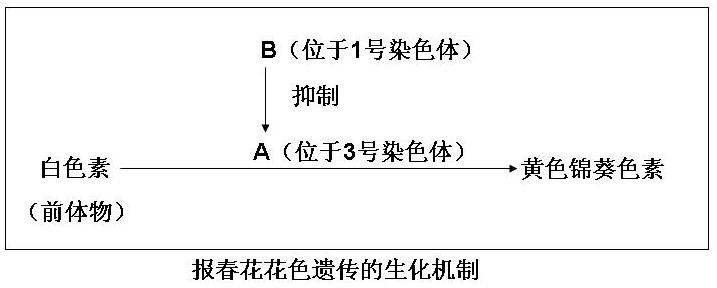 B（位于1号染色体）
抑制
A（位于3号染色体）
白色素
黄色锦葵色素
（前体物）
报春花花色遗传的生化机制